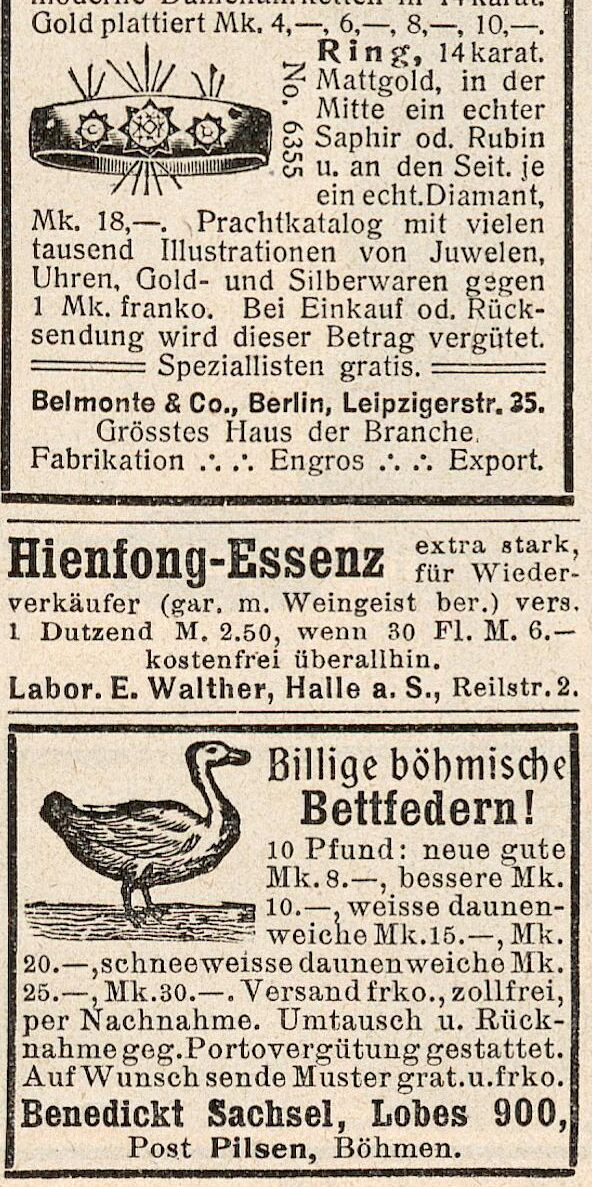 moderne Damenuhrketten in 14karat.
Gold plattiert Mk. 4,—, 6,—, 8,—, 10,—.
No. 6355
Ring, 14karat.
Mattgold, in der
Mitte ein echter
Saphir od. Rubin
u. an den Seit. je
ein echt. Diamant,
Mk. 18,—. Prachtkatalog mit vielen
tausend Illustrationen von Juwelen,
Uhren, Gold- und Silberwaren gegen
1 Mk. franko. Bei Einkauf od. Rück-
sendung wird dieser Betrag vergütet.
Speziallisten gratis.
Belmonte & Co., Berlin, Leipzigerstr. 35.
Grösstes Haus der Branche.
Fabrikation ∴ ∴ Engros ∴ ∴ Export.
Hienfong-Essenz extra stark,
für Wieder-
verkäufer (gar. m. Weingeist ber.) vers.
1 Dutzend M. 2.50, wenn 30 Fl. M. 6.—
kostenfrei überallhin.
Labor. E. Walther, Halle a. S., Reilstr. 2.
Billige böhmische
Bettfedern!
10 Pfund: neue gute
Mk. 8.—, bessere Mk.
10.—, weisse daunen-
weiche Mk. 15.—, Mk.
20.—, schneeweisse daunenweiche Mk.
25.—, Mk. 30.—. Versand frko., zollfrei,
per Nachnahme. Umtausch u. Rück-
nahme geg. Portovergütung gestattet.
Auf Wunsch sende Muster grat. u. frko.
Benedickt Sachsel, Lobes 900,
Post Pilsen, Böhmen.